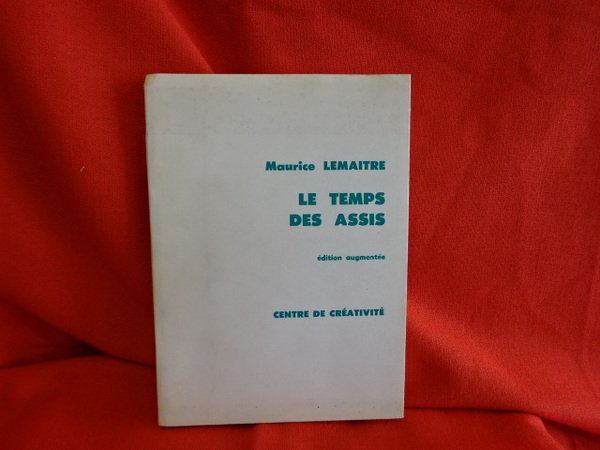 Maurice LEMAITRE
LE TEMPS
DES ASSIS
édition augmentée
CENTRE DE CRÉATIVITÉ